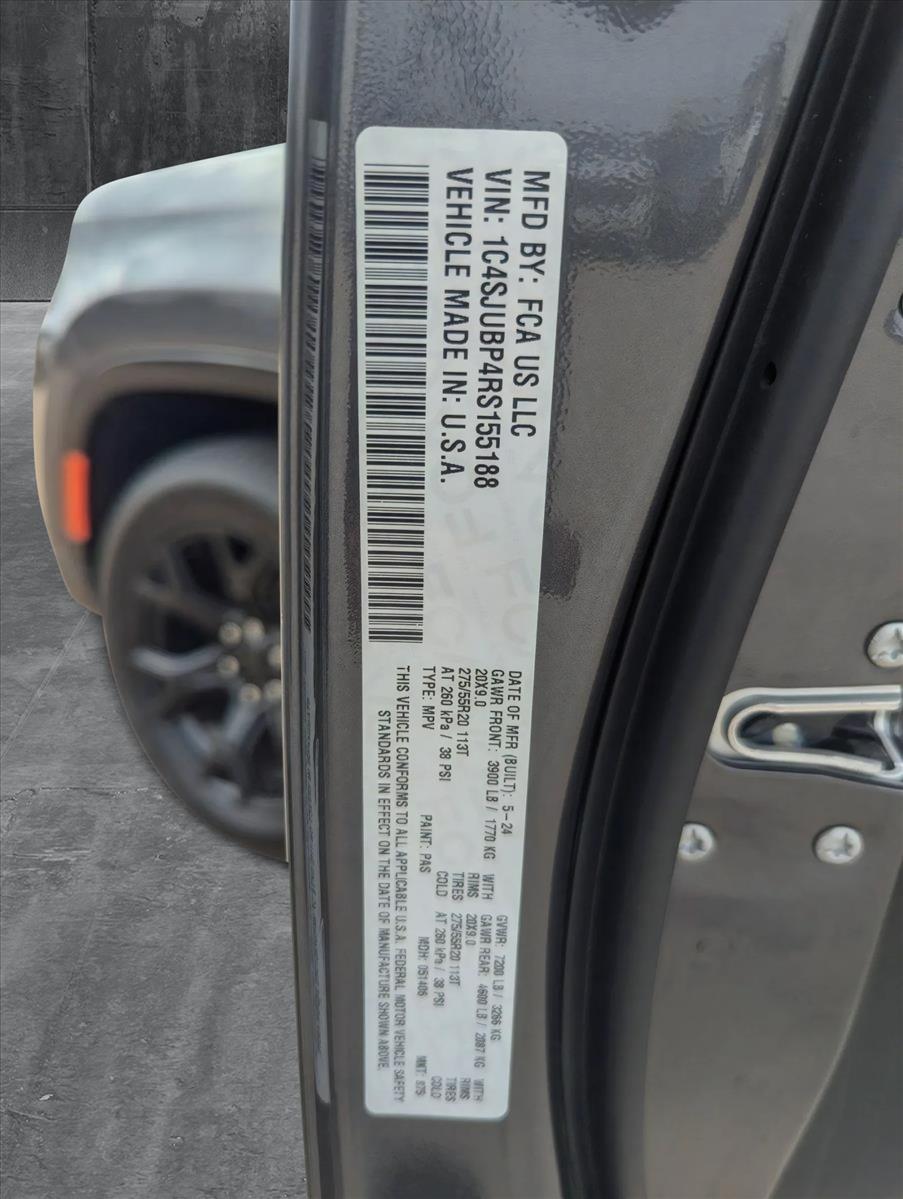 MFD BY: FCA US LLC
VIN: 1C4SJUBP4RS155188
VEHICLE MADE IN: U.S.A.
DATE OF MFR (BUILT): 5-24 GVWR: 7200 LB / 3266 KG
GAWR FRONT: 3900 LB / 1770 KG WITH GAWR REAR: 4600 LB / 2087 KG WITH
20X9.0 RIMS 20X9.0 RIMS
275/55R20 113T TIRES 275/55R20 113T TIRES
AT 260 kPa / 38 PSI COLD AT 260 kPa / 38 PSI COLD
TYPE: MPV PAINT: PAS MDH: 051406
THIS VEHICLE CONFORMS TO ALL APPLICABLE U.S.A. FEDERAL MOTOR VEHICLE SAFETY
STANDARDS IN EFFECT ON THE DATE OF MANUFACTURE SHOWN ABOVE.